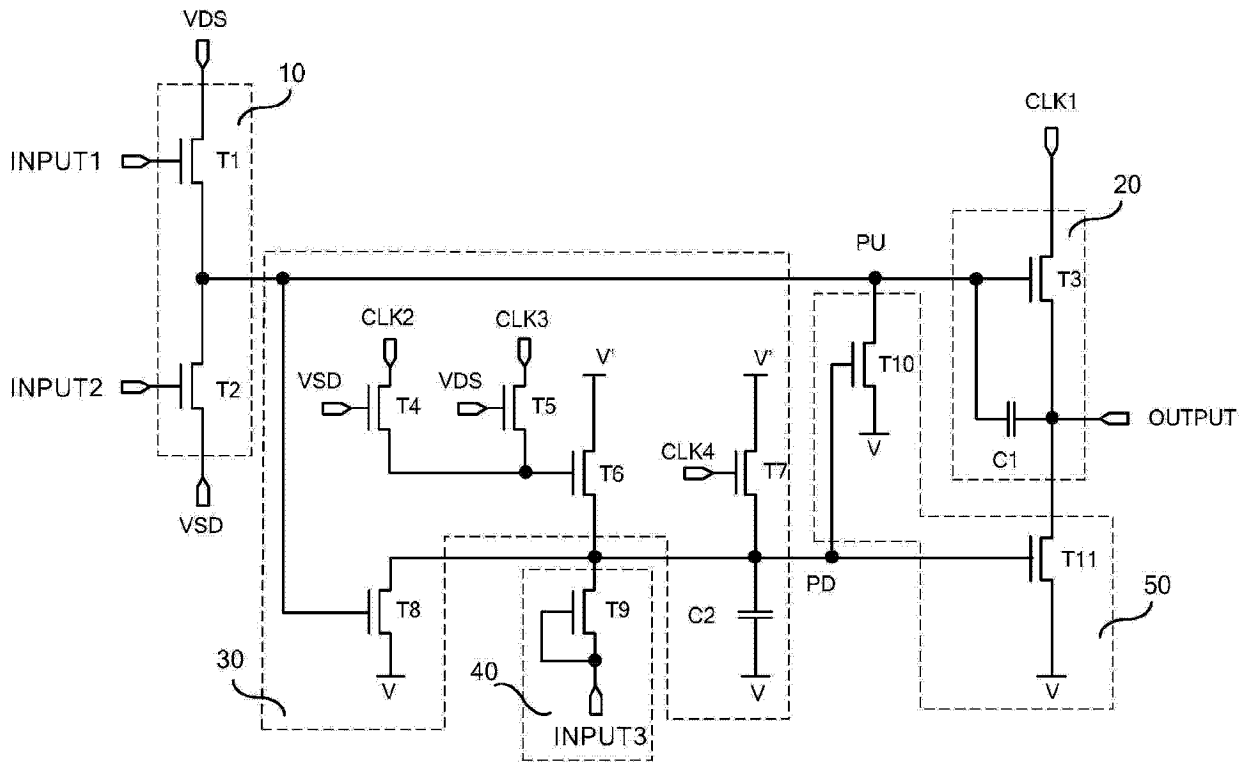 VDS
10
CLK1
INPUT1
T1
20
PU
T3
CLK2
CLK3
V'
V'
T10
INPUT2
T2
VSD
T4
VDS
T5
V
OUTPUT
C1
CLK4
T6
T7
VSD
T11
PD
50
T8
T9
C2
30
V
40
V
V
INPUT3